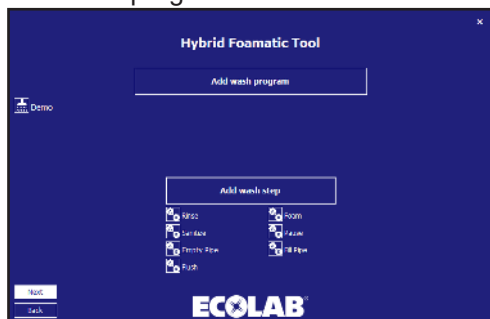 ×
Hybrid Foamatic Tool
Add wash program
Demo
Add wash step
Rinse Foam
Sanitize Pause
Empty Pipe Fill Pipe
Flush
Next
Back
ECOLAB®